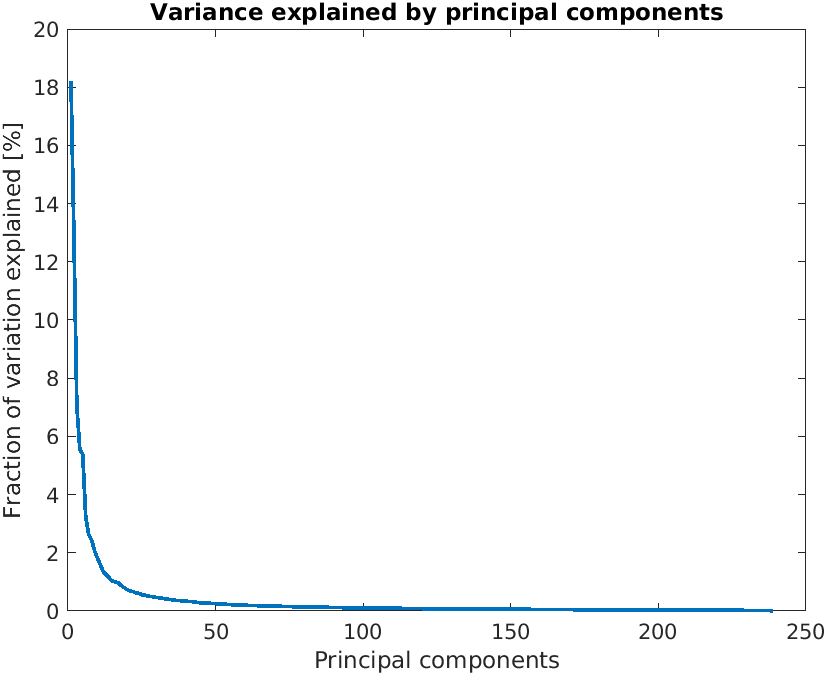 Variance explained by principal components
Fraction of variation explained [%]
20
18
16
14
12
10
8
6
4
2
0
0 50 100 150 200 250
Principal components